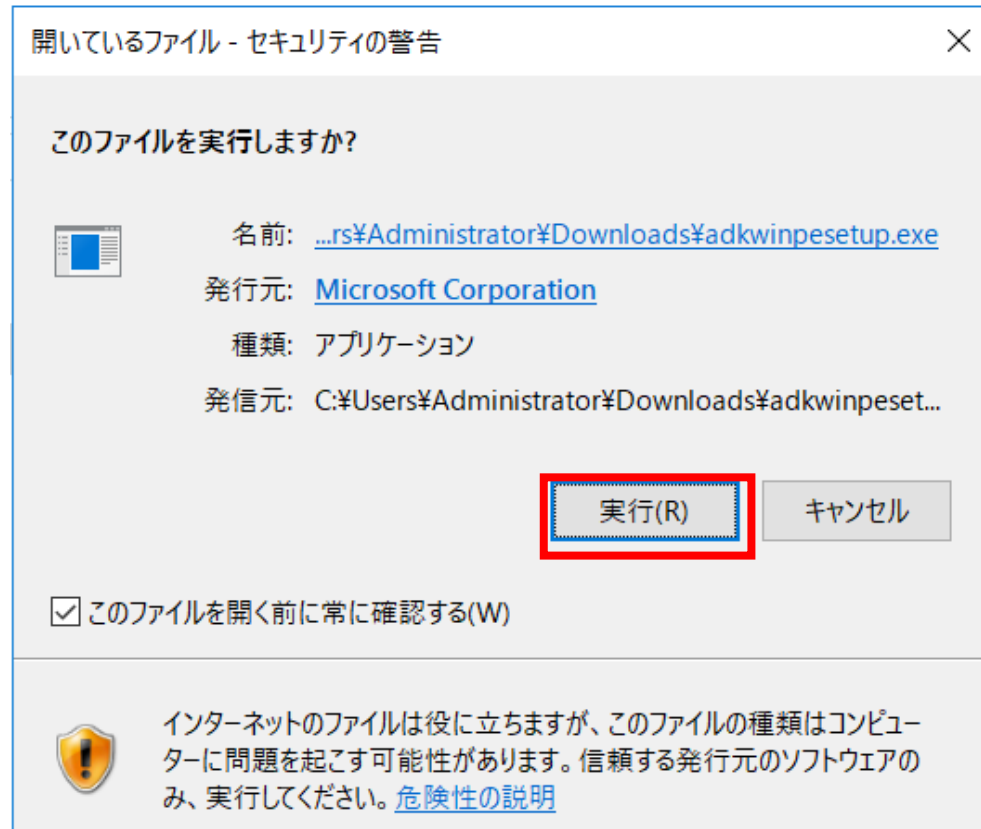 開いているファイル - セキュリティの警告
このファイルを実行しますか?
名前: ...rs¥Administrator¥Downloads¥adkwinpesetup.exe
発行元: Microsoft Corporation
種類: アプリケーション
発信元: C:¥Users¥Administrator¥Downloads¥adkwinpeset...
実行(R) キャンセル
このファイルを開く前に常に確認する(W)
インターネットのファイルは役に立ちますが、このファイルの種類はコンピュー
ターに問題を起こす可能性があります。信頼する発行元のソフトウェアの
み、実行してください。危険性の説明